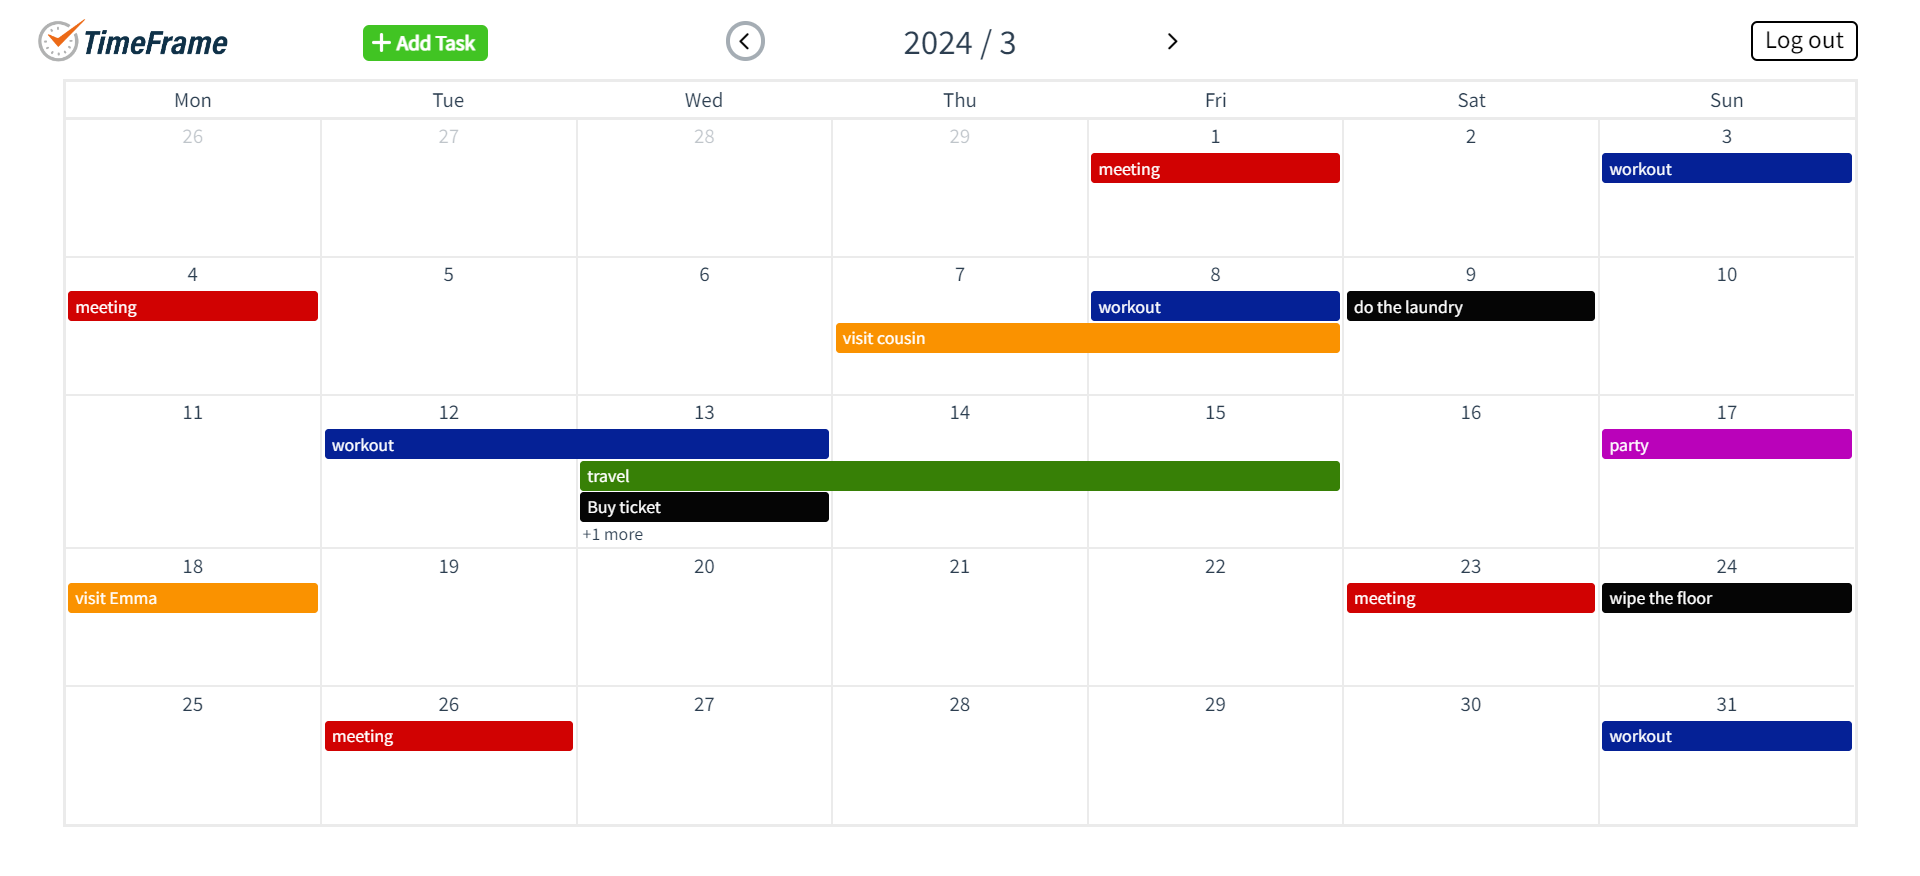 TimeFrame
+ Add Task
2024 / 3
Log out
Mon Tue Wed Thu Fri Sat Sun
26 27 28 29 1 2 3
meeting workout
4 5 6 7 8 9 10
meeting workout do the laundry
visit cousin
11 12 13 14 15 16 17
workout party
travel
Buy ticket
+1 more
18 19 20 21 22 23 24
visit Emma meeting wipe the floor
25 26 27 28 29 30 31
meeting workout